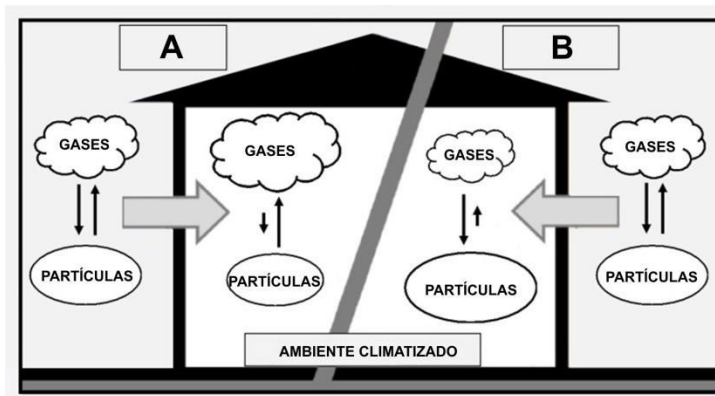 A
B
GASES
GASES
GASES
GASES
PARTÍCULAS
PARTÍCULAS
PARTÍCULAS
PARTÍCULAS
AMBIENTE CLIMATIZADO